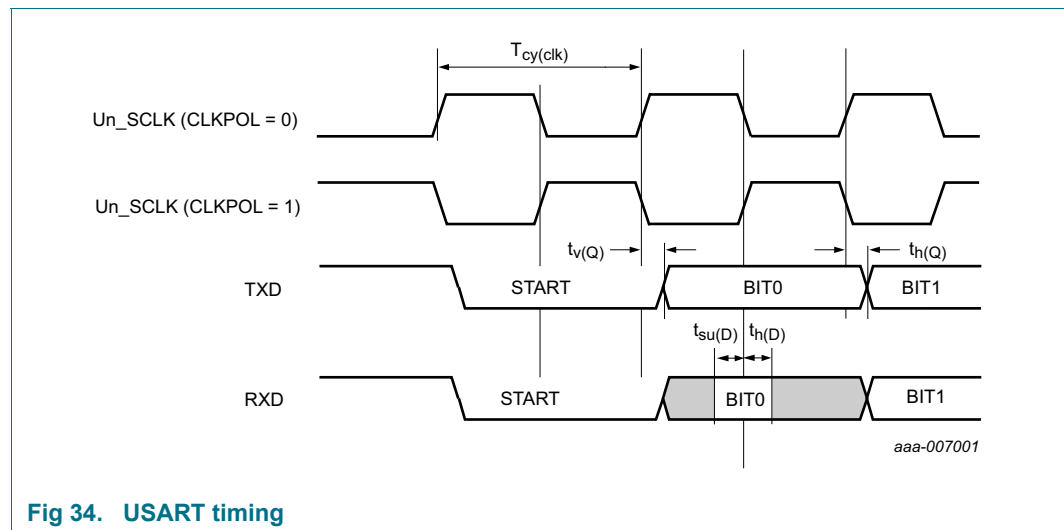 Tcy(clk)
Un_SCLK (CLKPOL = 0)
Un_SCLK (CLKPOL = 1)
tv(Q)
th(Q)
TXD
START
BIT0
BIT1
tsu(D)
th(D)
RXD
START
BIT0
BIT1
aaa-007001
Fig 34. USART timing